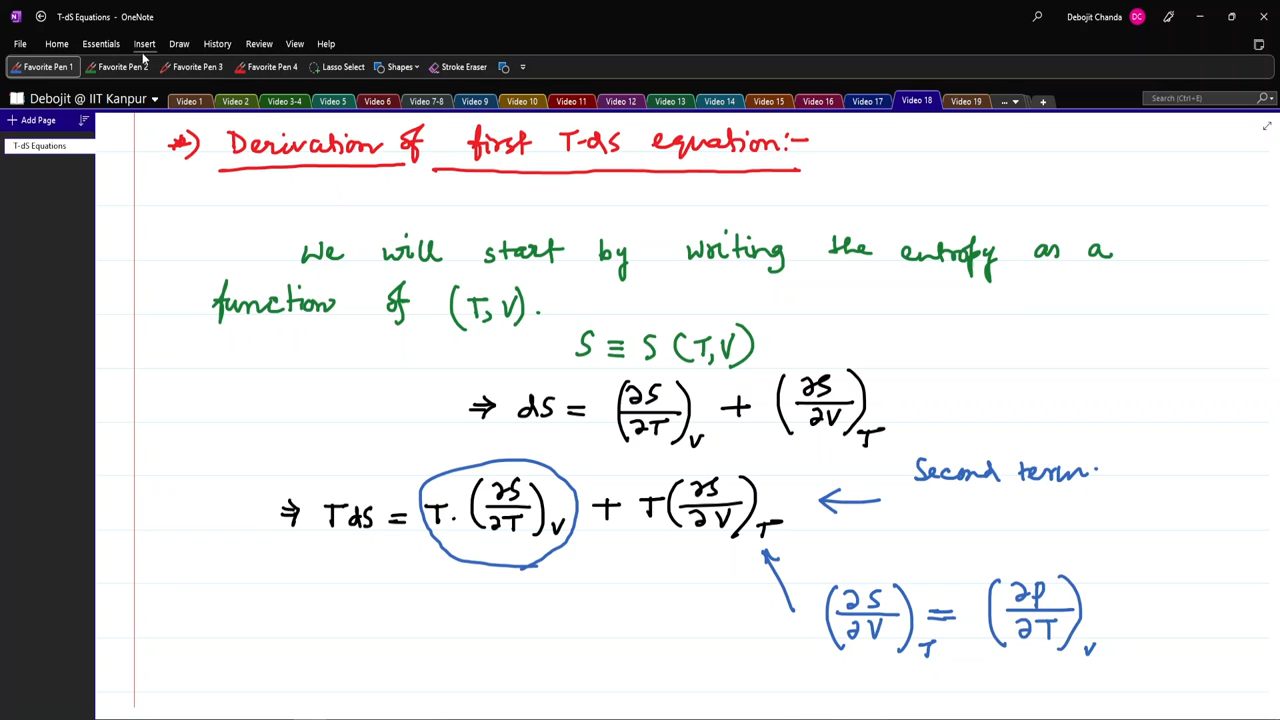 T-dS Equations - OneNote
Debojit Chanda DC
File Home Essentials Insert Draw History Review View Help
Favorite Pen 1 Favorite Pen 2 Favorite Pen 3 Favorite Pen 4 Lasso Select Shapes Stroke Eraser
Debojit @ IIT Kanpur Video 1 Video 2 Video 3-4 Video 5 Video 6 Video 7-8 Video 9 Video 10 Video 11 Video 12 Video 13 Video 14 Video 15 Video 16 Video 17 Video 18 Video 19 ... + Search (Ctrl+E)
+ Add Page
T-dS Equations
*) Derivation of first T-ds equation:-
We will start by writing the entropy as a
function of (T, V).
S ≡ S (T, V)
⇒ dS = (∂S/∂T)_V + (∂S/∂V)_T
Second term.
⇒ TdS = T. (∂S/∂T)_V + T(∂S/∂V)_T ←
(∂S/∂V)_T = (∂P/∂T)_V